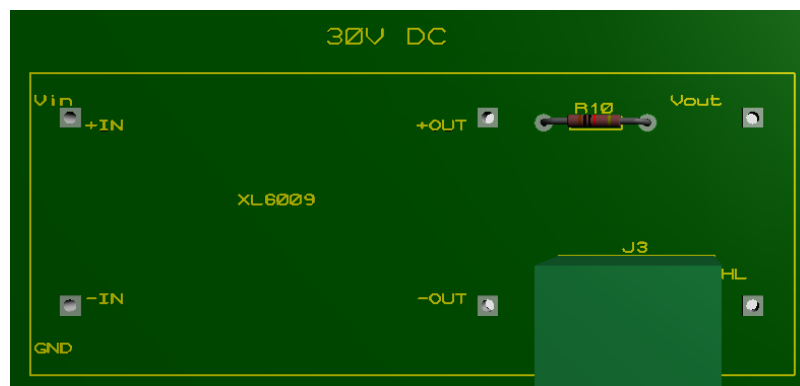 30V DC
Vin
+IN
+OUT
R10
Vout
XL6009
J3
HL
-IN
-OUT
GND